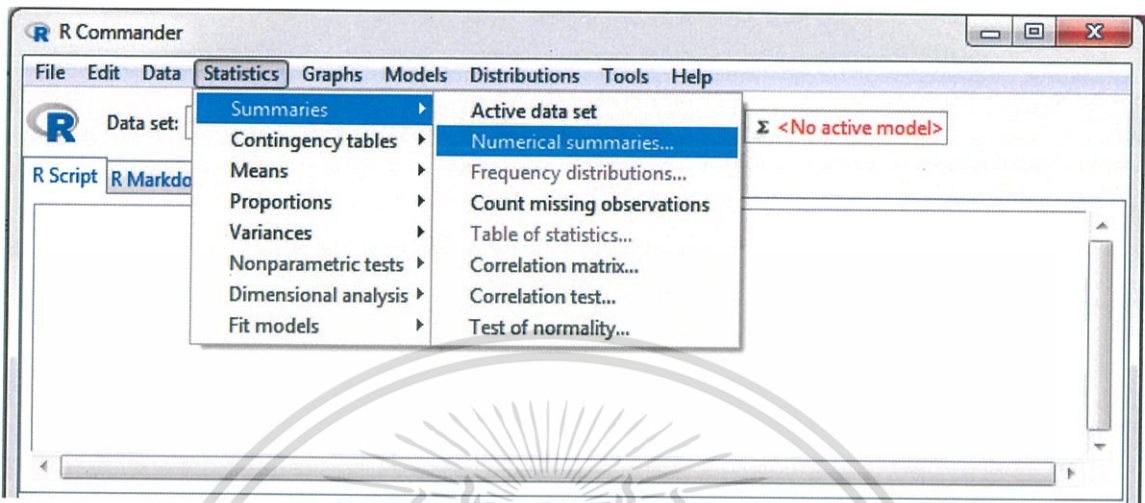 R Commander
File Edit Data Statistics Graphs Models Distributions Tools Help
Data set:
Σ <No active model>
R Script R Markdo
Summaries
Contingency tables
Means
Proportions
Variances
Nonparametric tests
Dimensional analysis
Fit models
Active data set
Numerical summaries...
Frequency distributions...
Count missing observations
Table of statistics...
Correlation matrix...
Correlation test...
Test of normality...